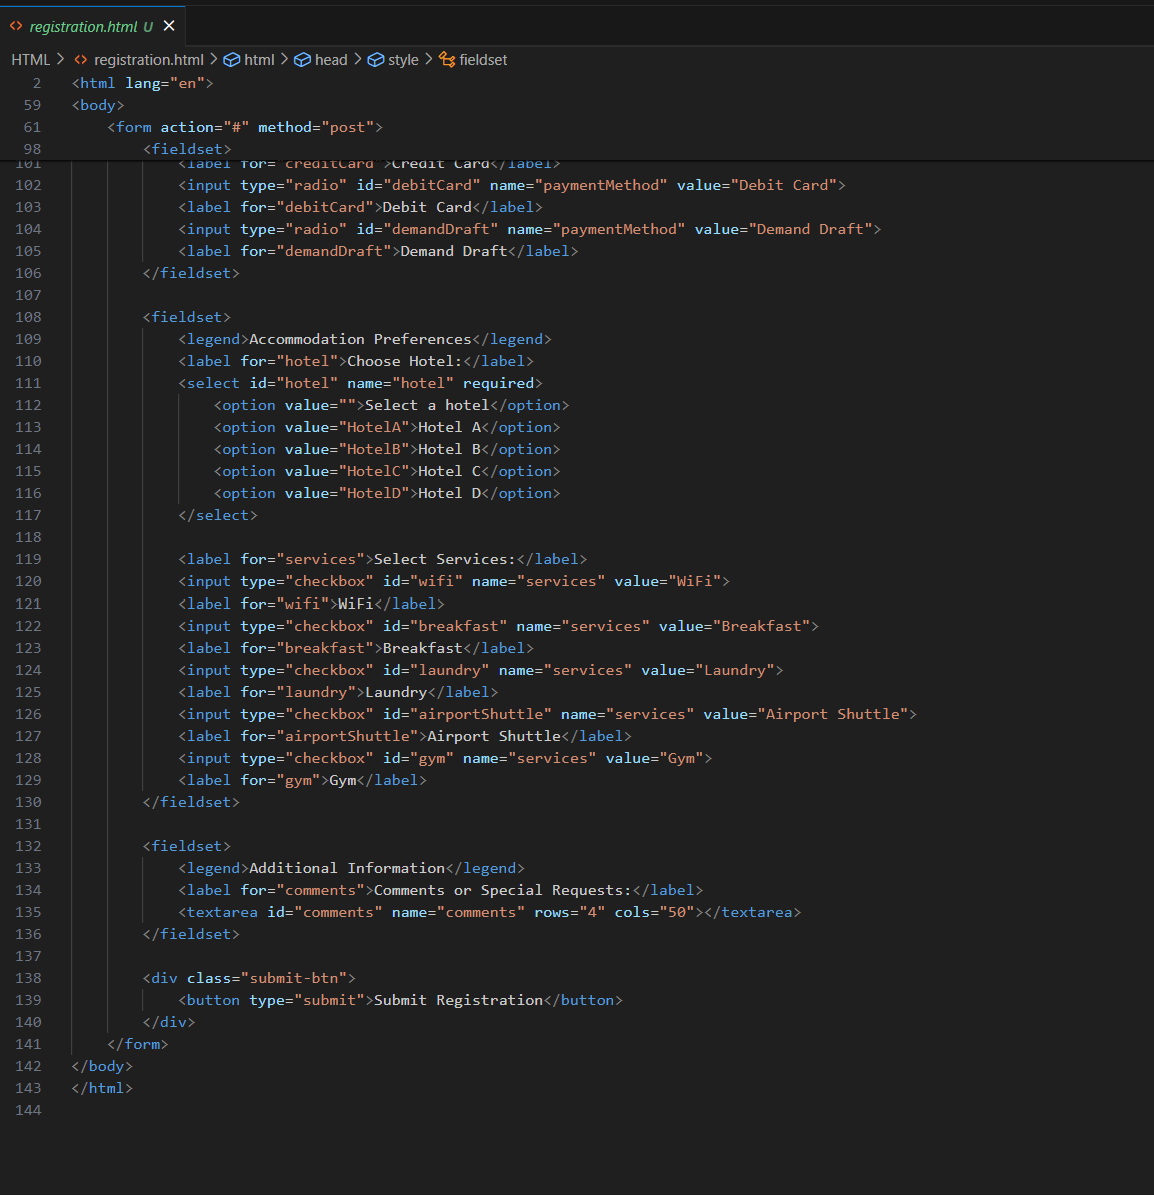 registration.html U ×
HTML > <> registration.html > html > head > style > fieldset
2 <html lang="en">
59 <body>
61 <form action="#" method="post">
98 <fieldset>
101 <label for="creditCard">Credit Card</label>
102 <input type="radio" id="debitCard" name="paymentMethod" value="Debit Card">
103 <label for="debitCard">Debit Card</label>
104 <input type="radio" id="demandDraft" name="paymentMethod" value="Demand Draft">
105 <label for="demandDraft">Demand Draft</label>
106 </fieldset>
107
108 <fieldset>
109 <legend>Accommodation Preferences</legend>
110 <label for="hotel">Choose Hotel:</label>
111 <select id="hotel" name="hotel" required>
112 <option value="">Select a hotel</option>
113 <option value="HotelA">Hotel A</option>
114 <option value="HotelB">Hotel B</option>
115 <option value="HotelC">Hotel C</option>
116 <option value="HotelD">Hotel D</option>
117 </select>
118
119 <label for="services">Select Services:</label>
120 <input type="checkbox" id="wifi" name="services" value="WiFi">
121 <label for="wifi">WiFi</label>
122 <input type="checkbox" id="breakfast" name="services" value="Breakfast">
123 <label for="breakfast">Breakfast</label>
124 <input type="checkbox" id="laundry" name="services" value="Laundry">
125 <label for="laundry">Laundry</label>
126 <input type="checkbox" id="airportShuttle" name="services" value="Airport Shuttle">
127 <label for="airportShuttle">Airport Shuttle</label>
128 <input type="checkbox" id="gym" name="services" value="Gym">
129 <label for="gym">Gym</label>
130 </fieldset>
131
132 <fieldset>
133 <legend>Additional Information</legend>
134 <label for="comments">Comments or Special Requests:</label>
135 <textarea id="comments" name="comments" rows="4" cols="50"></textarea>
136 </fieldset>
137
138 <div class="submit-btn">
139 <button type="submit">Submit Registration</button>
140 </div>
141 </form>
142 </body>
143 </html>
144